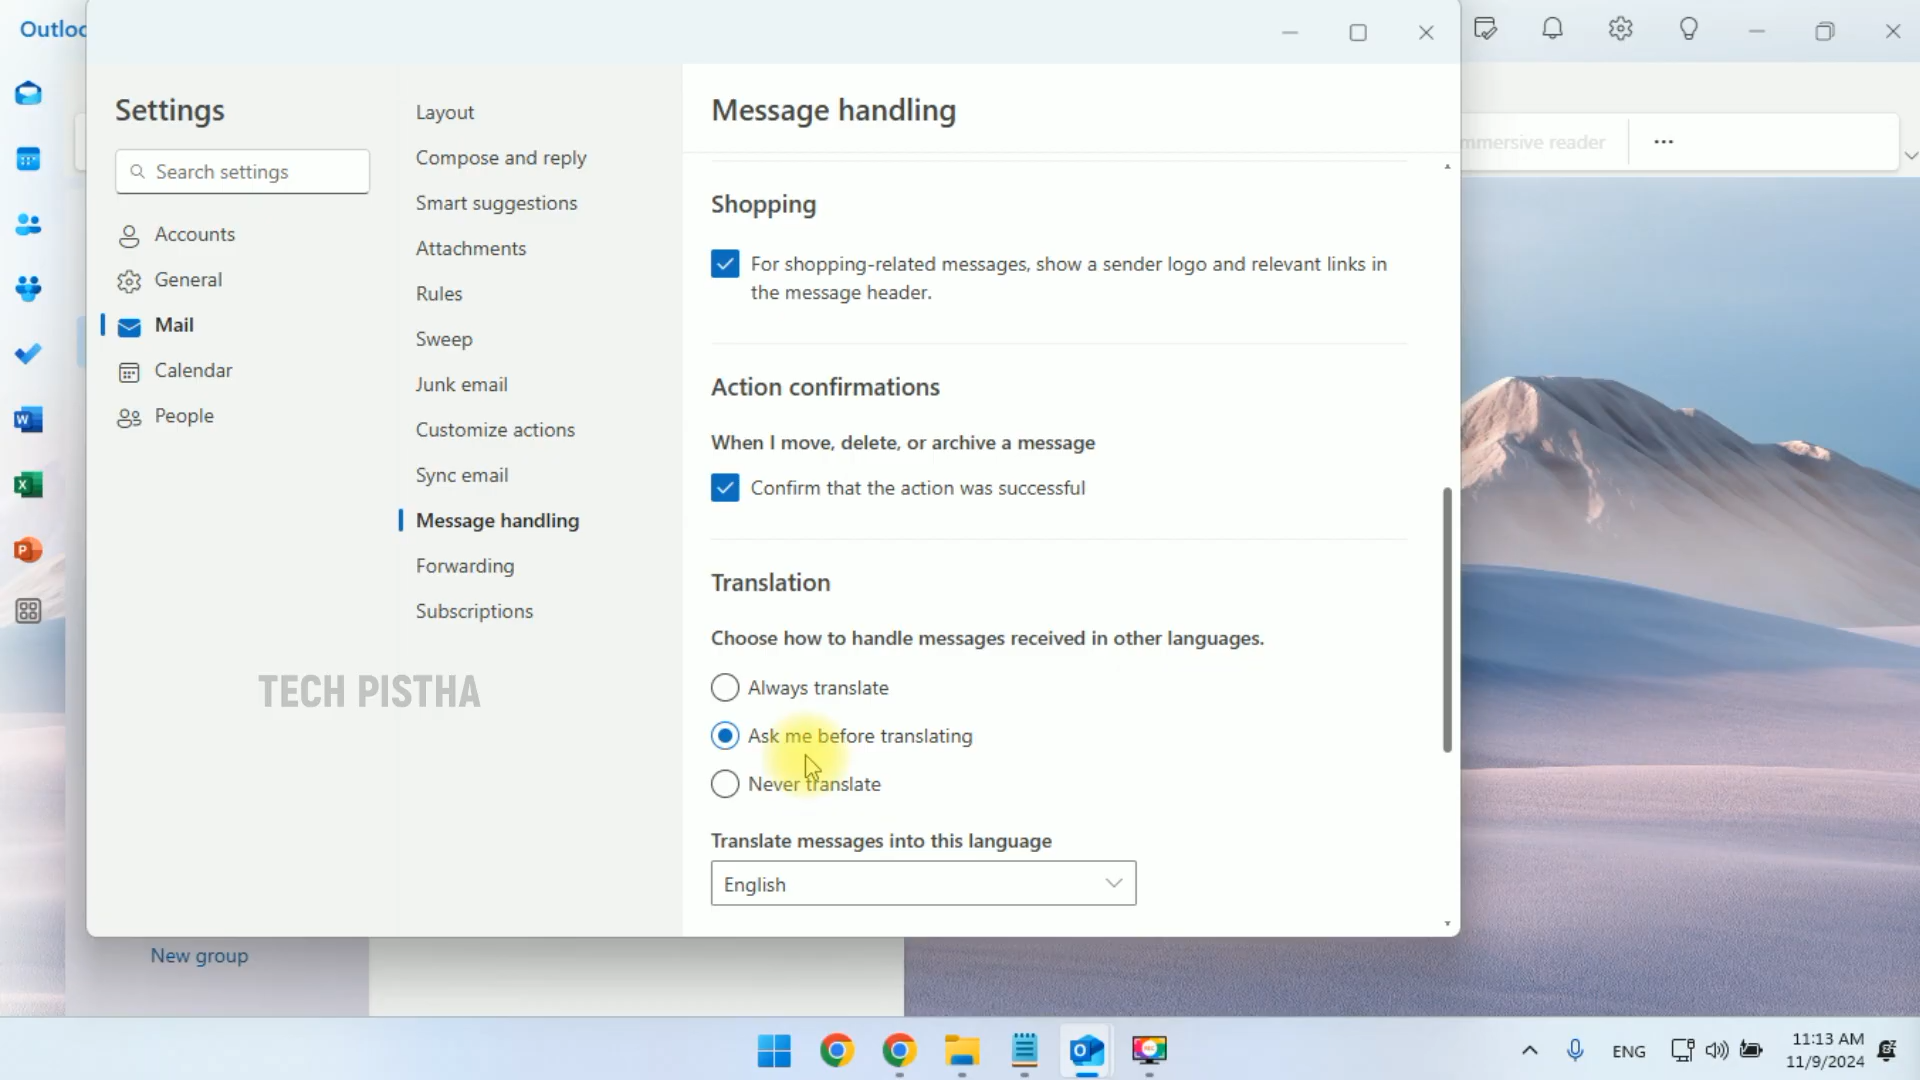 Outloo
Settings
Search settings
Accounts
General
Mail
Calendar
People
Layout
Compose and reply
Smart suggestions
Attachments
Rules
Sweep
Junk email
Customize actions
Sync email
Message handling
Forwarding
Subscriptions
TECH PISTHA
Message handling
Shopping
For shopping-related messages, show a sender logo and relevant links in
the message header.
Action confirmations
When I move, delete, or archive a message
Confirm that the action was successful
Translation
Choose how to handle messages received in other languages.
Always translate
Ask me before translating
Never translate
Translate messages into this language
English
mmersive reader
New group
ENG
11:13 AM
11/9/2024